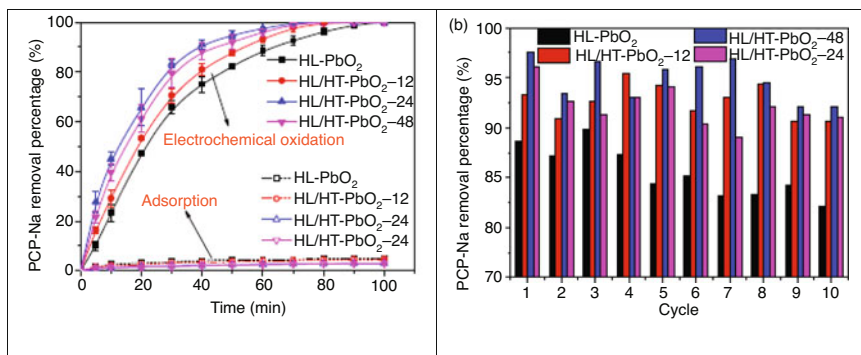 100
80
60
40
20
0
PCP-Na removal percentage (%)
HL-PbO₂
HL/HT-PbO₂–12
HL/HT-PbO₂–24
HL/HT-PbO₂–48
Electrochemical oxidation
Adsorption
HL-PbO₂
HL/HT-PbO₂–12
HL/HT-PbO₂–24
HL/HT-PbO₂–24
0 20 40 60 80 100
Time (min)
(b)
100
95
90
85
80
75
70
PCP-Na removal percentage (%)
HL-PbO₂ HL/HT-PbO₂–48
HL/HT-PbO₂–12 HL/HT-PbO₂–24
1 2 3 4 5 6 7 8 9 10
Cycle